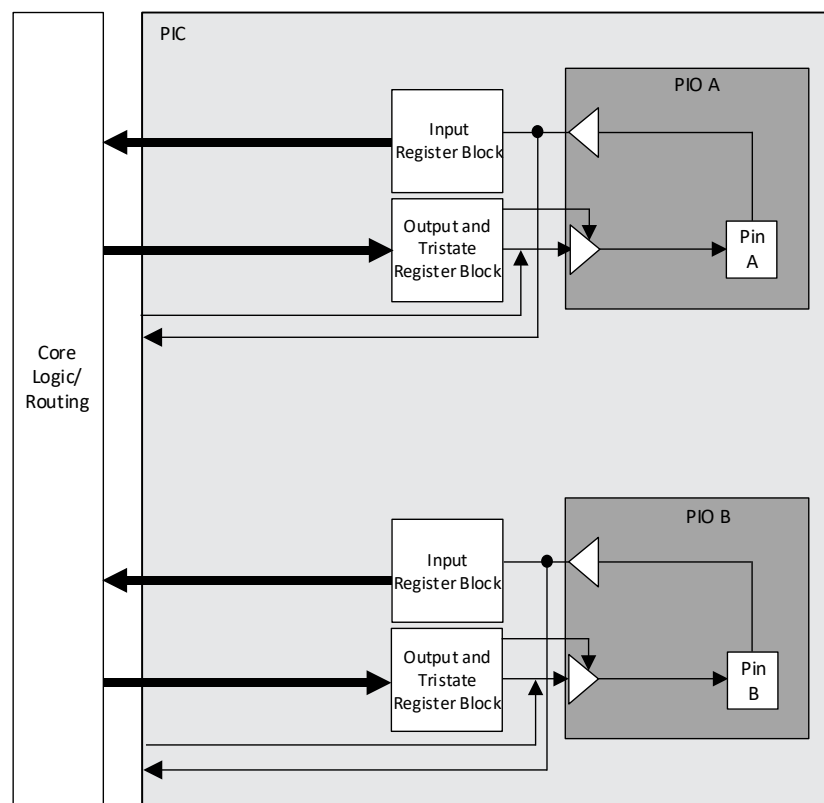 PIC
PIO A
Input
Register Block
Output and
Tristate
Register Block
Pin
A
Core
Logic/
Routing
PIO B
Input
Register Block
Output and
Tristate
Register Block
Pin
B